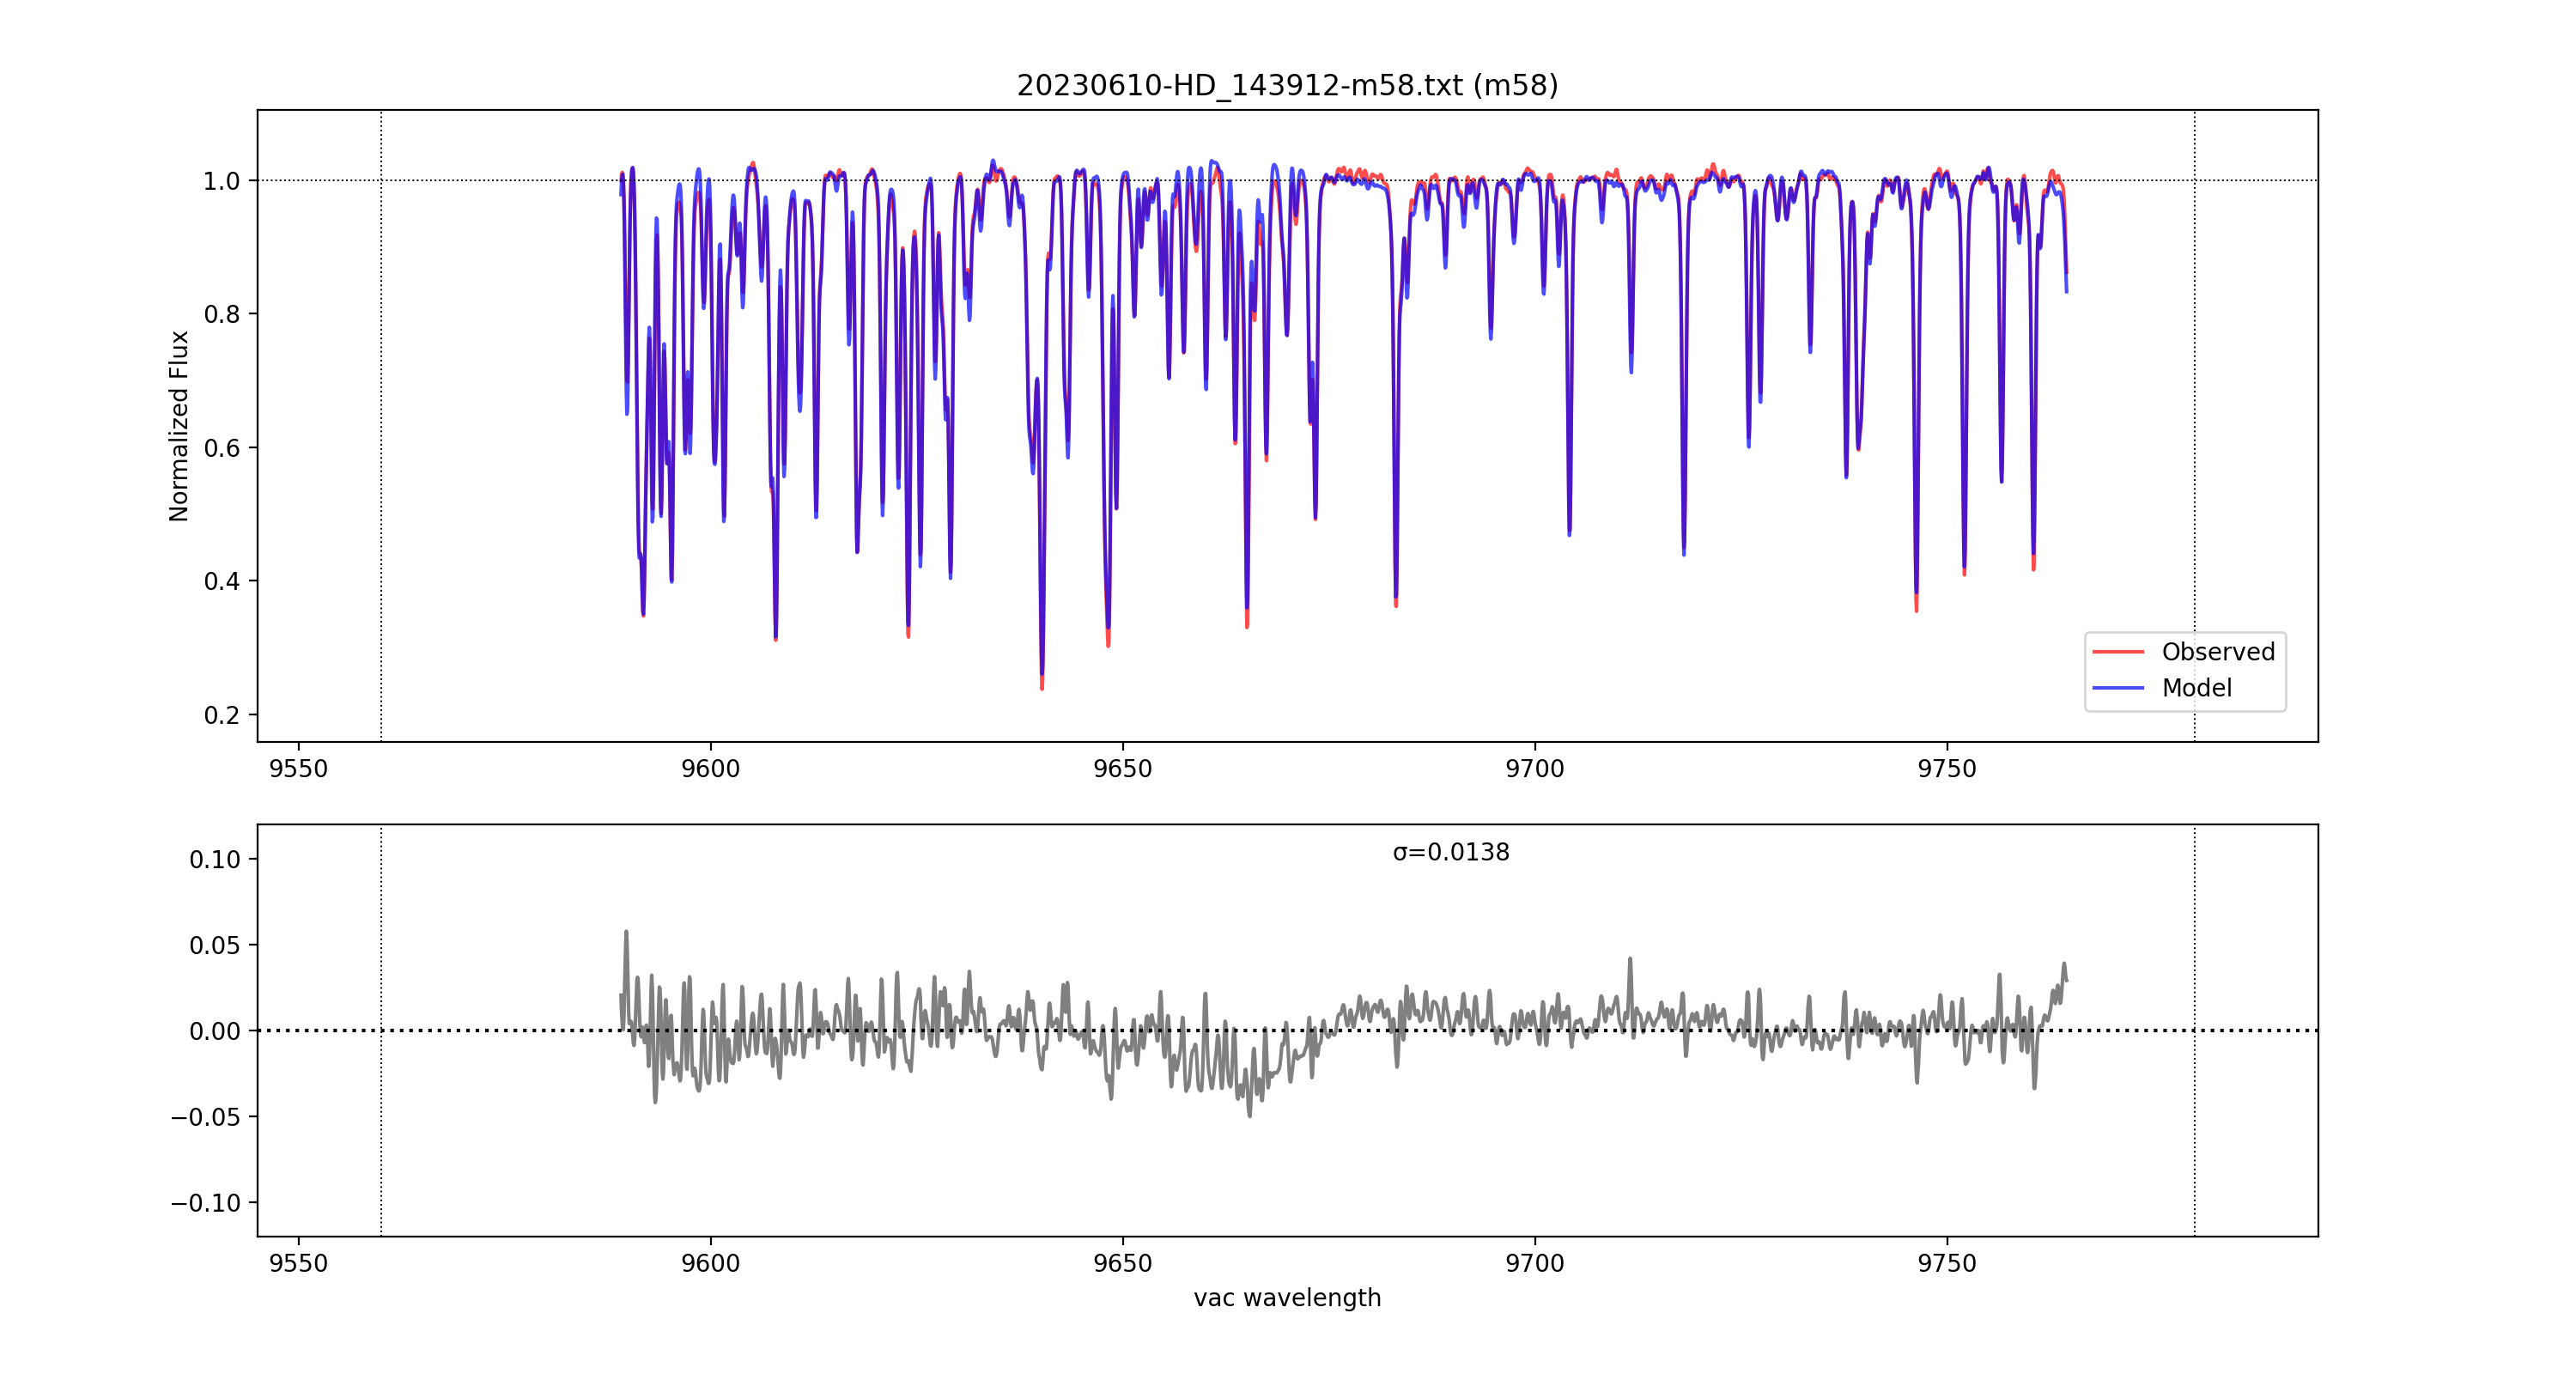 20230610-HD_143912-m58.txt (m58)
Normalized Flux
1.0
0.8
0.6
0.4
0.2
Observed
Model
9550 9600 9650 9700 9750
σ=0.0138
0.10
0.05
0.00
−0.05
−0.10
9550 9600 9650 9700 9750
vac wavelength